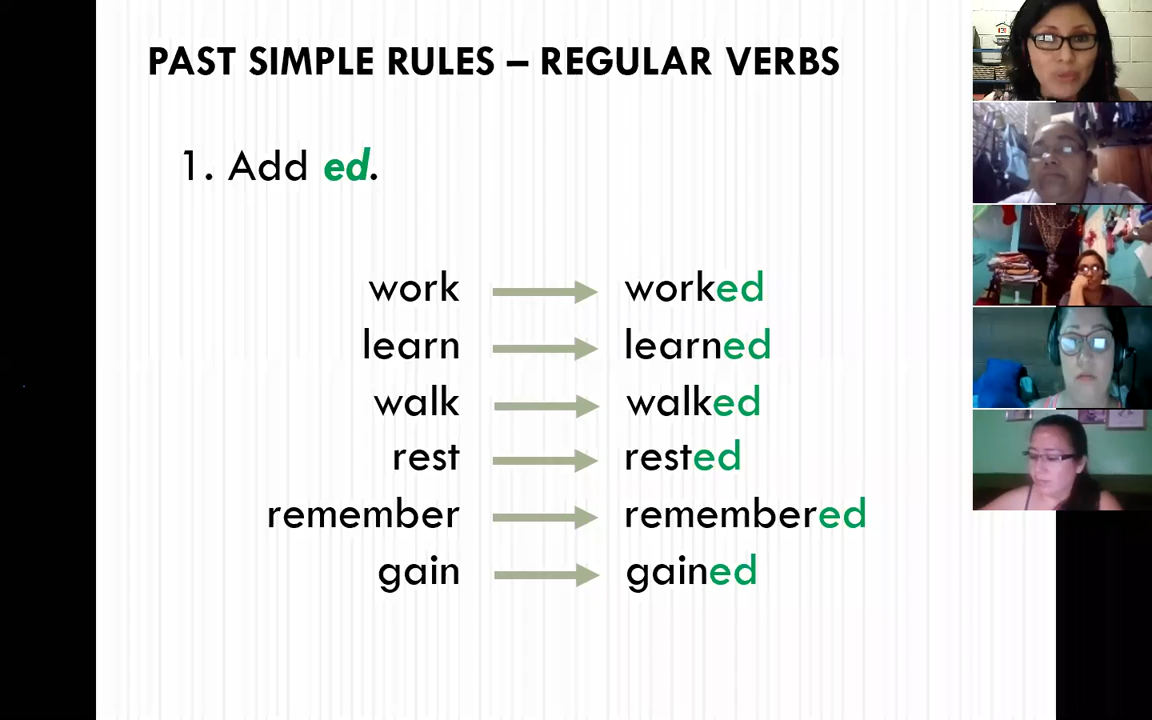 PAST SIMPLE RULES – REGULAR VERBS
1. Add ed.
work worked
learn learned
walk walked
rest rested
remember remembered
gain gained